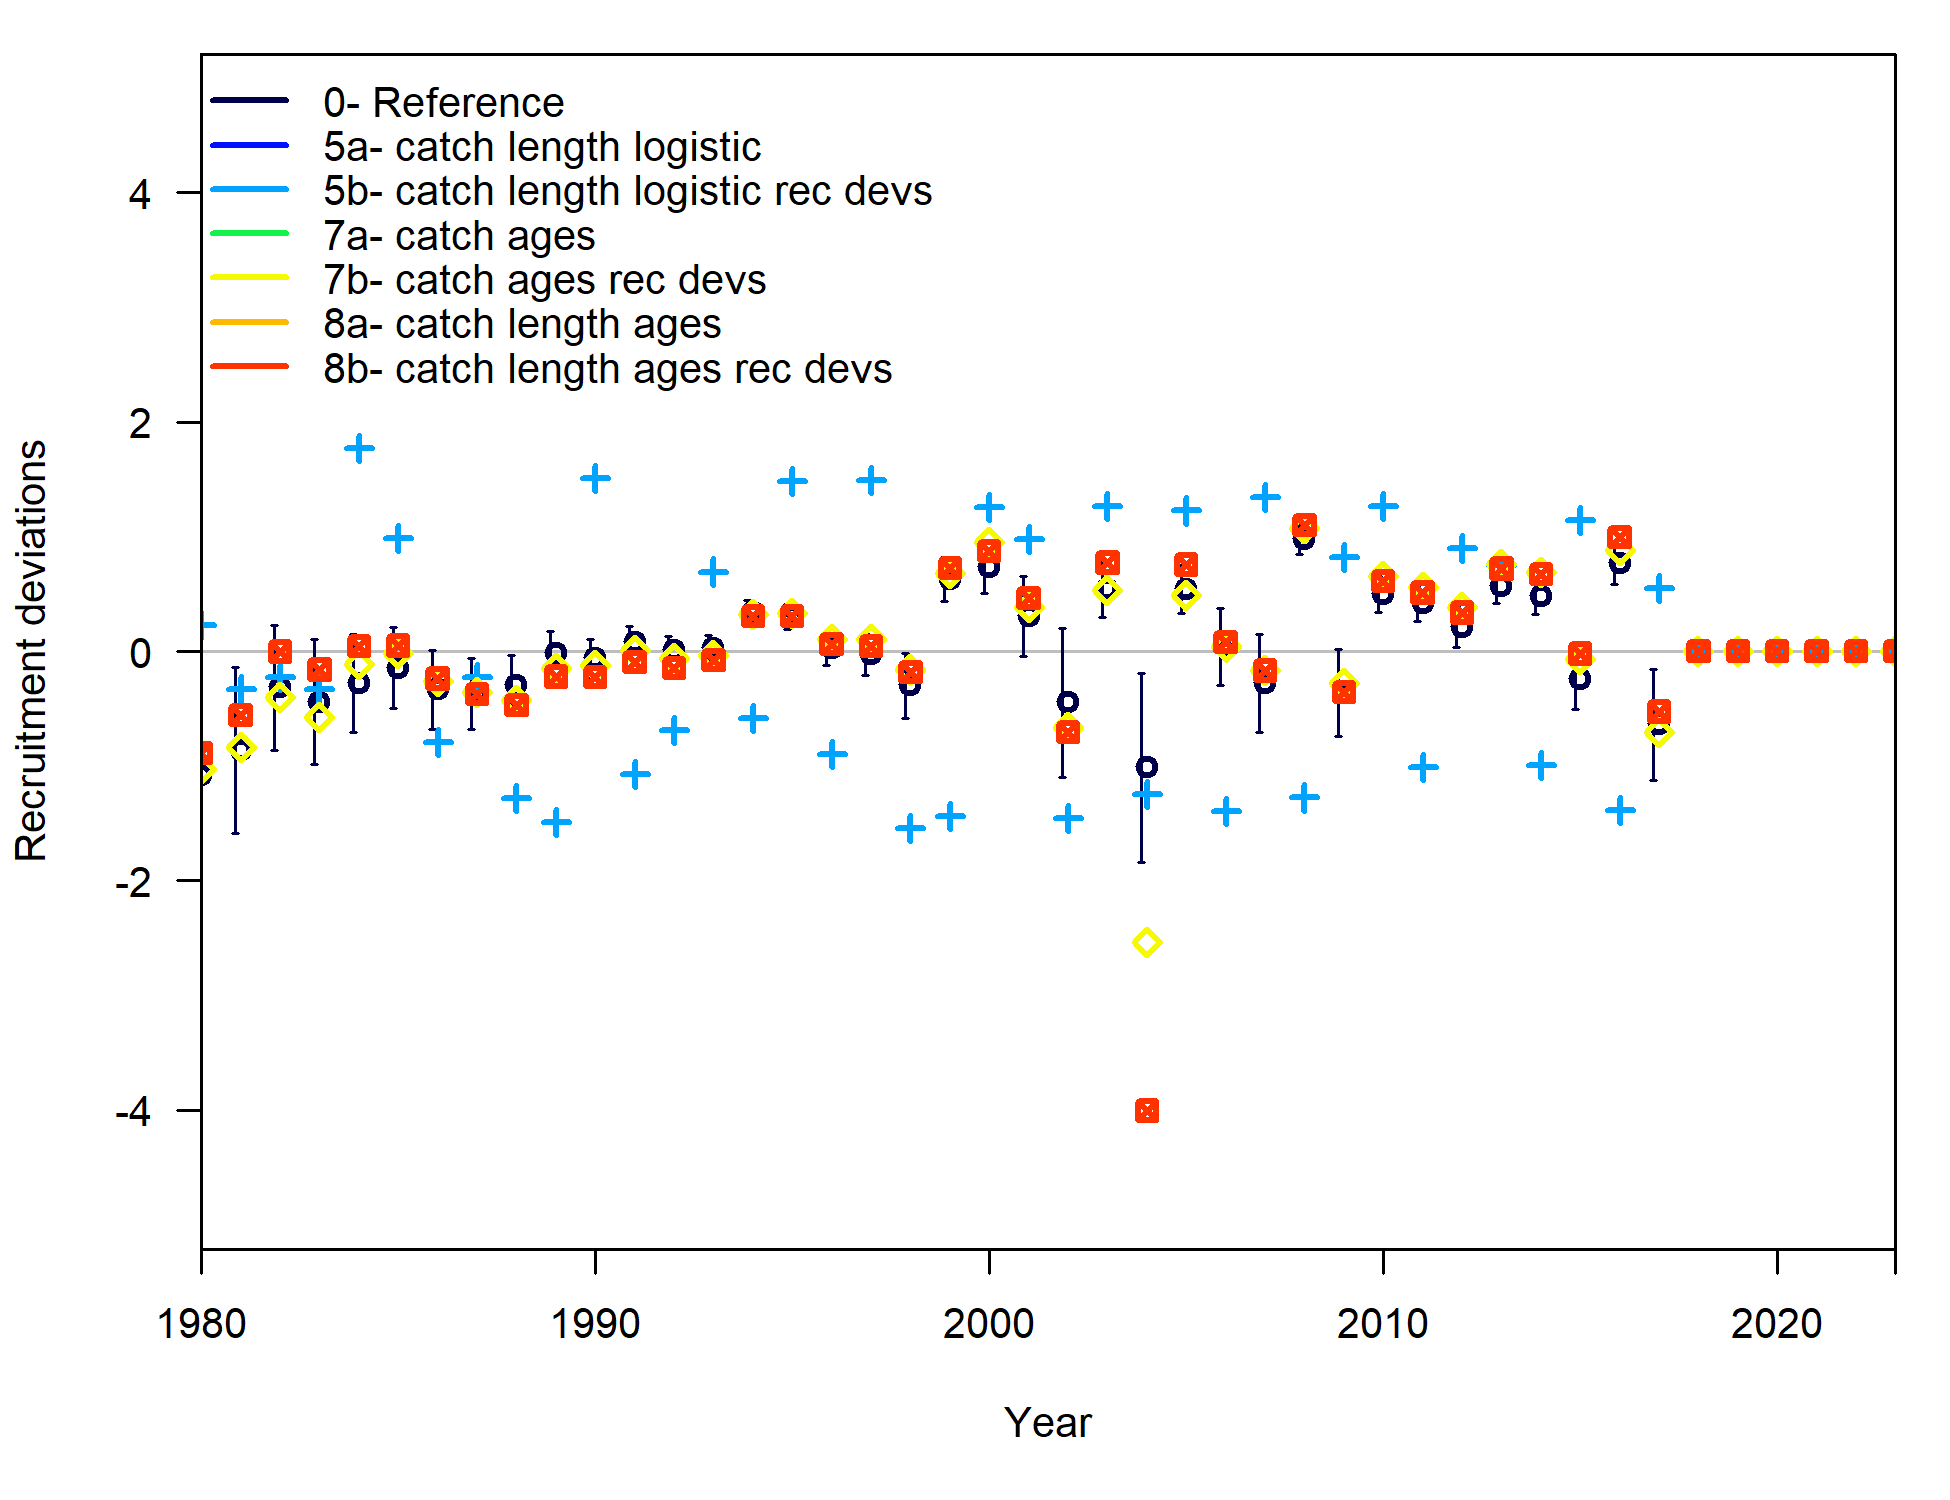 0- Reference
5a- catch length logistic
5b- catch length logistic rec devs
7a- catch ages
7b- catch ages rec devs
8a- catch length ages
8b- catch length ages rec devs
4
2
0
-2
-4
Recruitment deviations
1980
1990
2000
2010
2020
Year